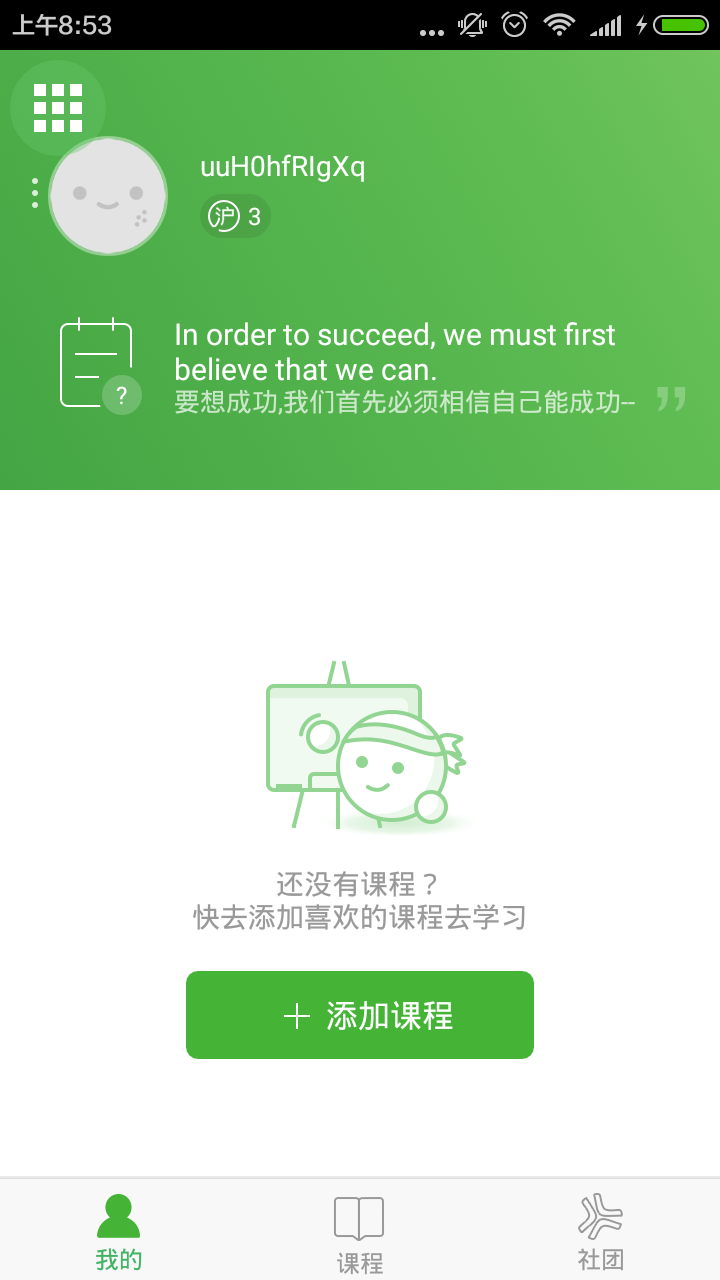 上午8:53
uuH0hfRIgXq
沪 3
In order to succeed, we must first
believe that we can.
要想成功,我们首先必须相信自己能成功--
?
还没有课程？
快去添加喜欢的课程去学习
添加课程
我的
课程
社团